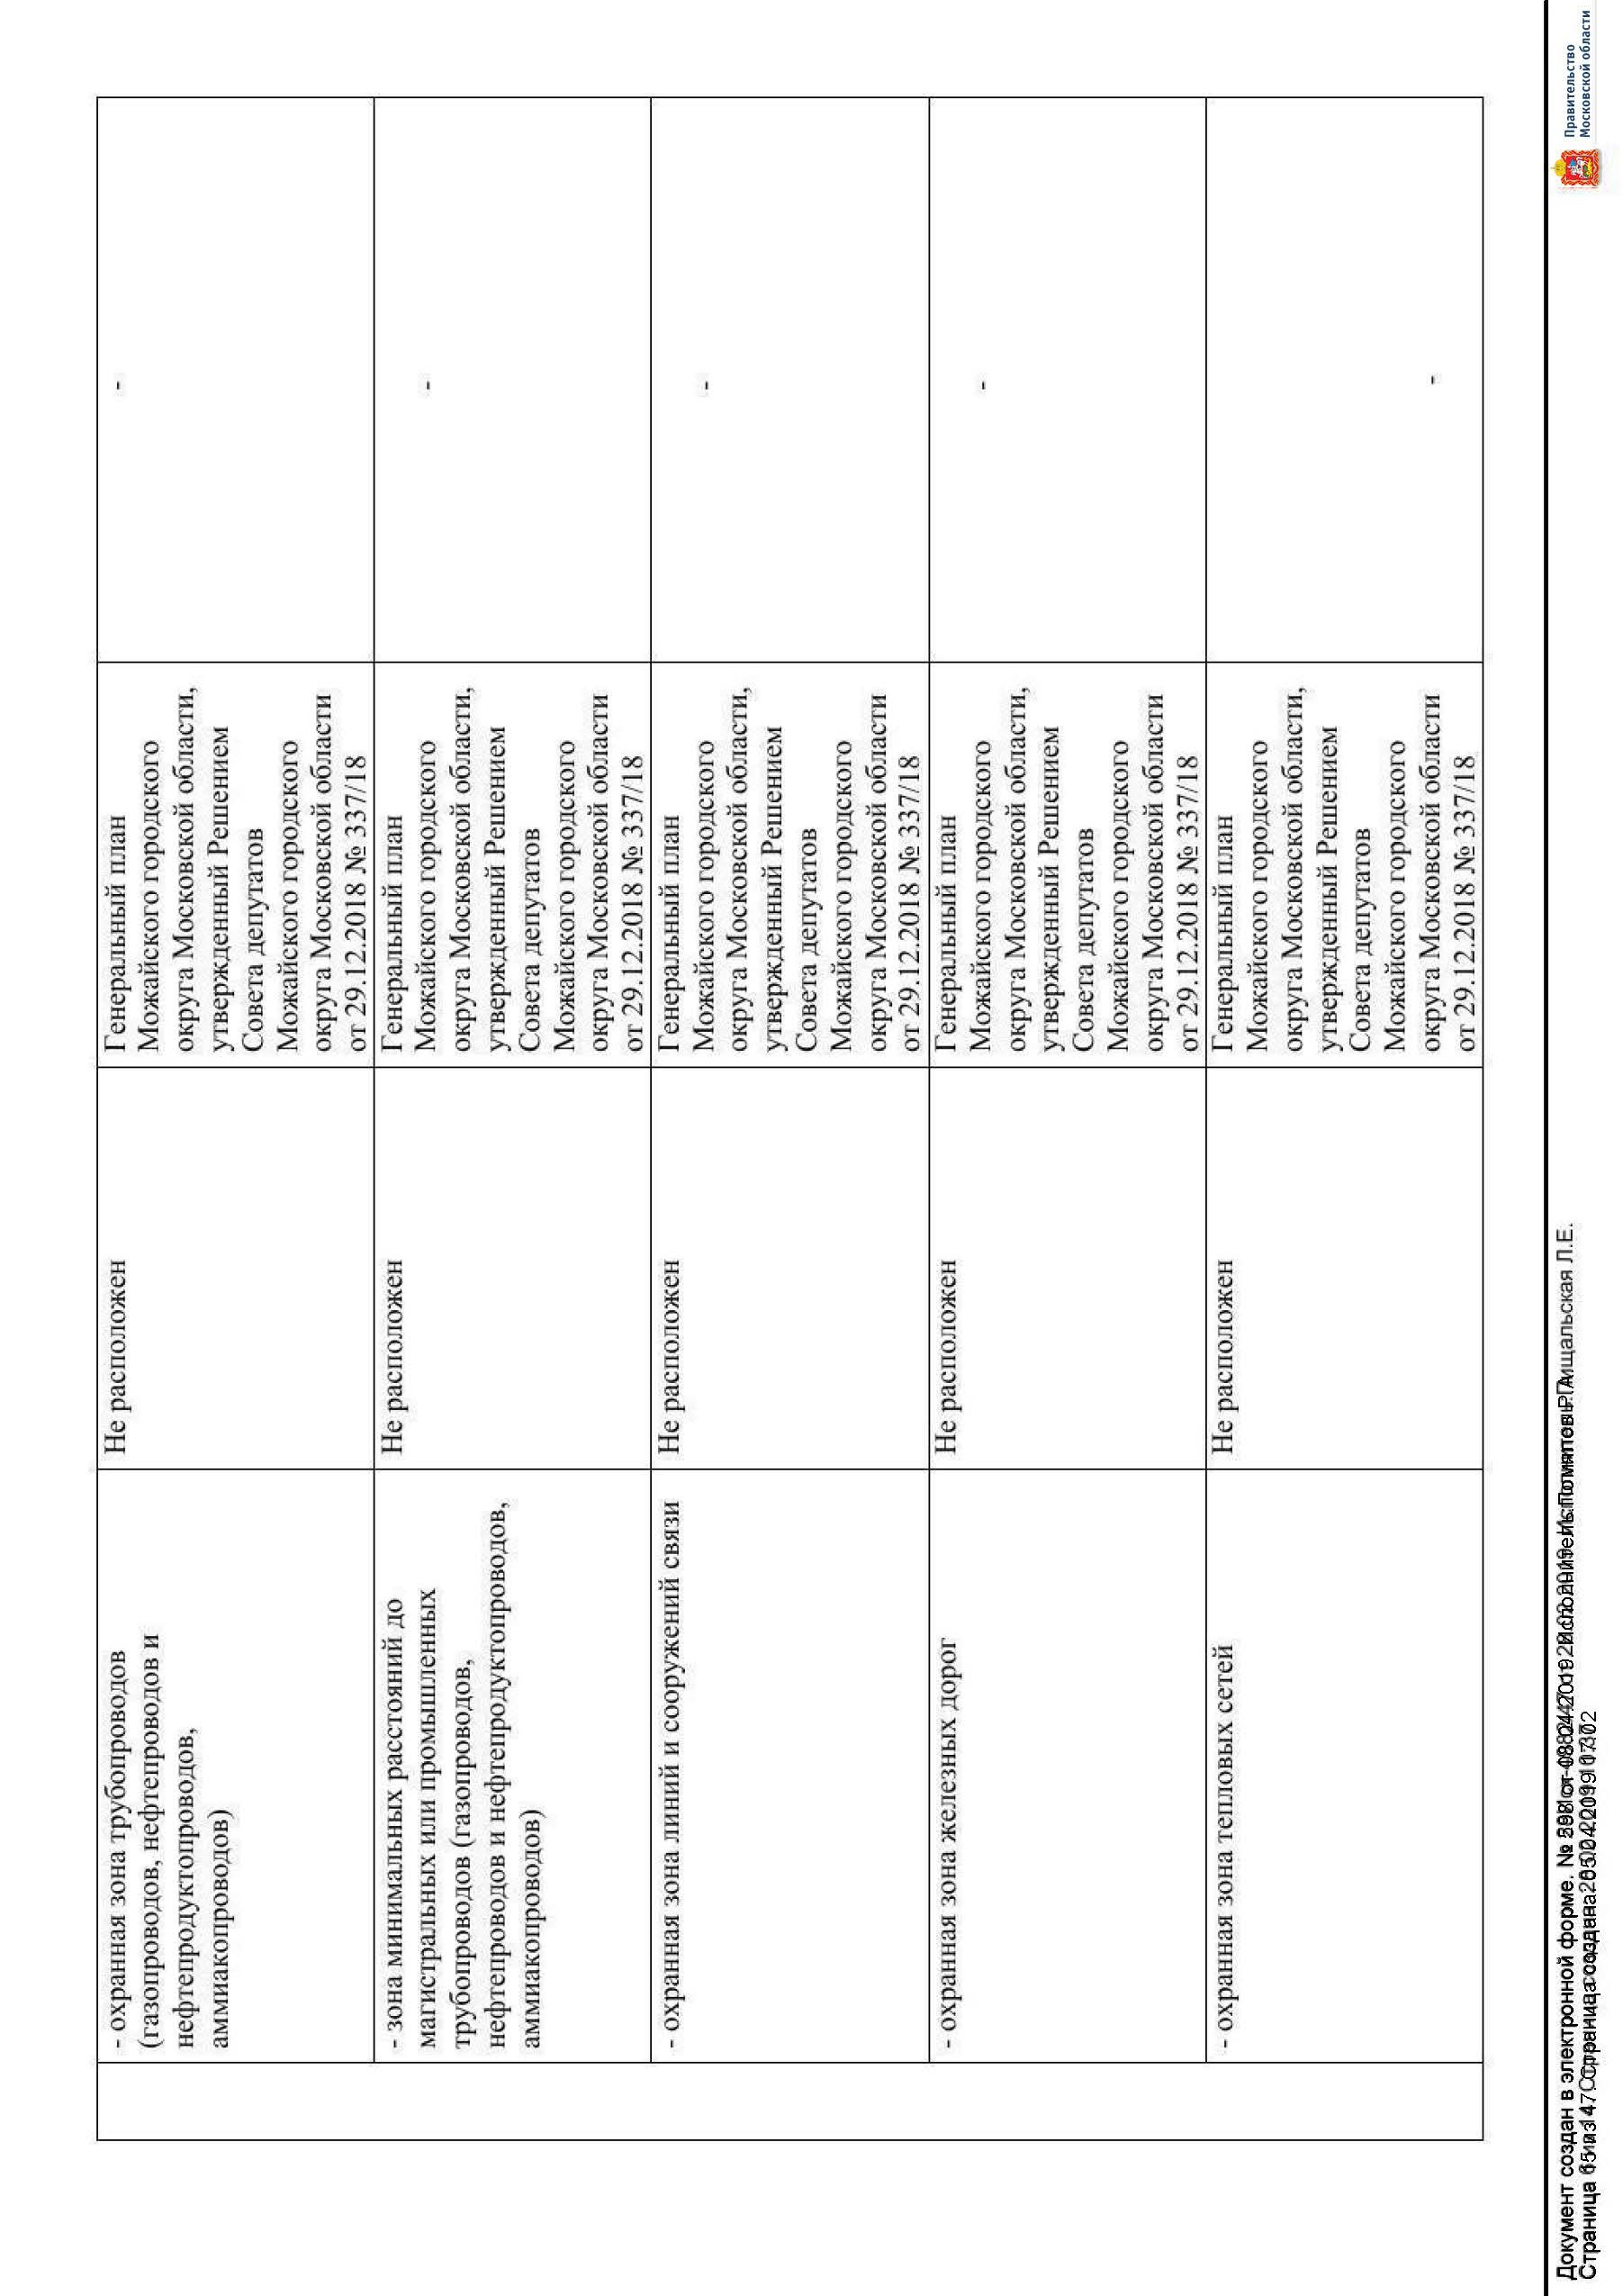 - охранная зона трубопроводов
(газопроводов, нефтепроводов и
нефтепродуктопроводов,
аммиакопроводов)
Не расположен
Генеральный план
Можайского городского
округа Московской области,
утвержденный Решением
Совета депутатов
Можайского городского
округа Московской области
от 29.12.2018 № 337/18
-
- зона минимальных расстояний до
магистральных или промышленных
трубопроводов (газопроводов,
нефтепроводов и нефтепродуктопроводов,
аммиакопроводов)
Не расположен
Генеральный план
Можайского городского
округа Московской области,
утвержденный Решением
Совета депутатов
Можайского городского
округа Московской области
от 29.12.2018 № 337/18
-
- охранная зона линий и сооружений связи
Не расположен
Генеральный план
Можайского городского
округа Московской области,
утвержденный Решением
Совета депутатов
Можайского городского
округа Московской области
от 29.12.2018 № 337/18
-
- охранная зона железных дорог
Не расположен
Генеральный план
Можайского городского
округа Московской области,
утвержденный Решением
Совета депутатов
Можайского городского
округа Московской области
от 29.12.2018 № 337/18
-
- охранная зона тепловых сетей
Не расположен
Генеральный план
Можайского городского
округа Московской области,
утвержденный Решением
Совета депутатов
Можайского городского
округа Московской области
от 29.12.2018 № 337/18
-
Документ создан в электронной форме. №
Страница
Правительство
Московской области